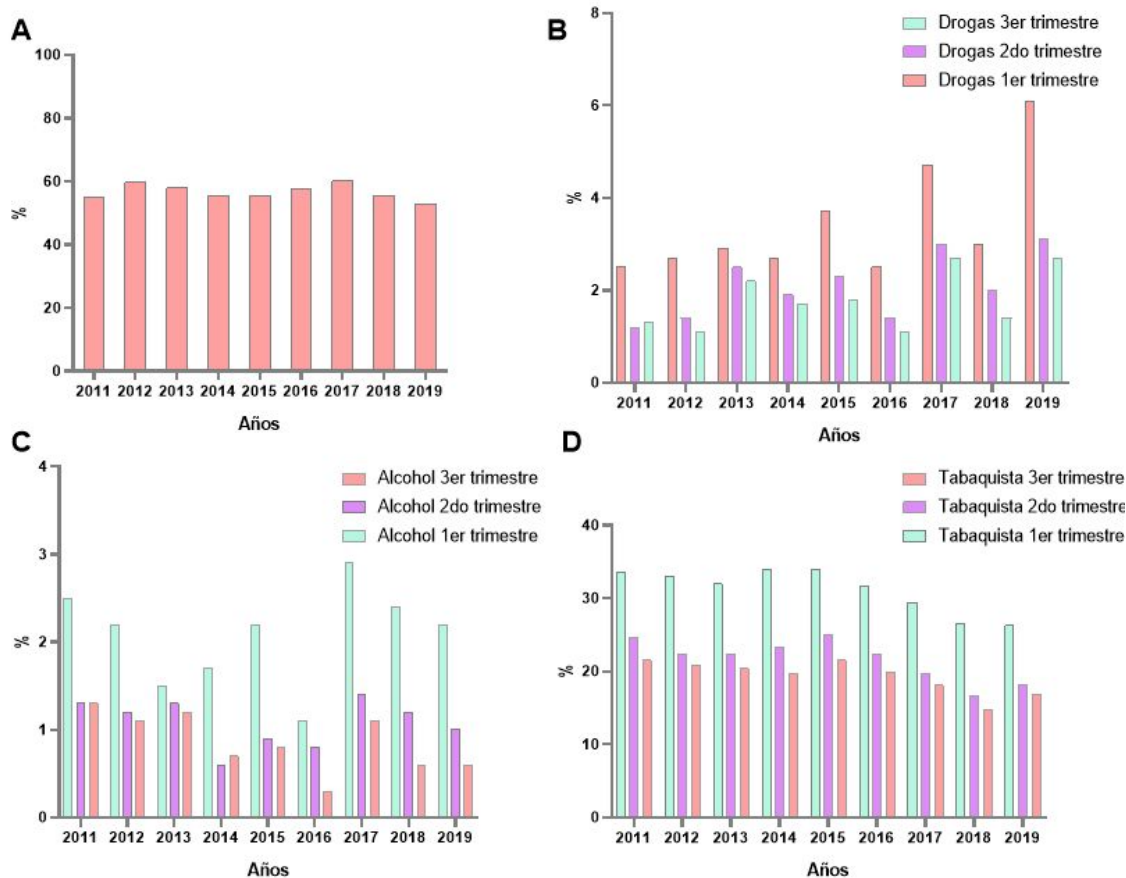 A
100
80
60
40
20
0
%
2011 2012 2013 2014 2015 2016 2017 2018 2019
Años
B
Drogas 3er trimestre
Drogas 2do trimestre
Drogas 1er trimestre
8
6
4
2
0
%
2011 2012 2013 2014 2015 2016 2017 2018 2019
Años
C
Alcohol 3er trimestre
Alcohol 2do trimestre
Alcohol 1er trimestre
4
3
2
1
0
%
2011 2012 2013 2014 2015 2016 2017 2018 2019
Años
D
Tabaquista 3er trimestre
Tabaquista 2do trimestre
Tabaquista 1er trimestre
40
30
20
10
0
%
2011 2012 2013 2014 2015 2016 2017 2018 2019
Años